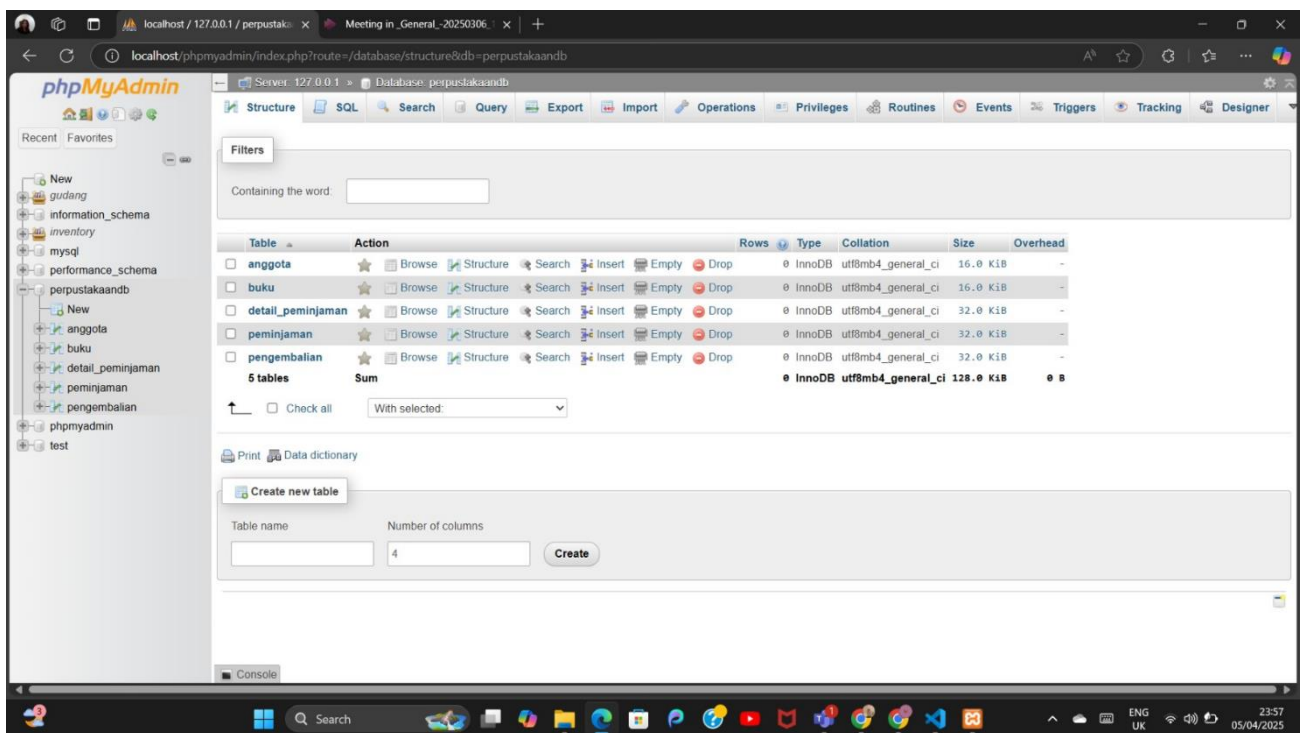 localhost / 127.0.0.1 / perpustaka
Meeting in _General_-20250306_1
localhost/phpmyadmin/index.php?route=/database/structure&db=perpustakaandb
phpMyAdmin
Recent Favorites
New
gudang
information_schema
inventory
mysql
performance_schema
perpustakaandb
New
anggota
buku
detail_peminjaman
peminjaman
pengembalian
phpmyadmin
test
Server: 127.0.0.1 » Database: perpustakaandb
Structure SQL Search Query Export Import Operations Privileges Routines Events Triggers Tracking Designer
Filters
Containing the word:
Table Action Rows Type Collation Size Overhead
anggota Browse Structure Search Insert Empty Drop 0 InnoDB utf8mb4_general_ci 16.0 KiB -
buku Browse Structure Search Insert Empty Drop 0 InnoDB utf8mb4_general_ci 16.0 KiB -
detail_peminjaman Browse Structure Search Insert Empty Drop 0 InnoDB utf8mb4_general_ci 32.0 KiB -
peminjaman Browse Structure Search Insert Empty Drop 0 InnoDB utf8mb4_general_ci 32.0 KiB -
pengembalian Browse Structure Search Insert Empty Drop 0 InnoDB utf8mb4_general_ci 32.0 KiB -
5 tables Sum 0 InnoDB utf8mb4_general_ci 128.0 KiB 0 B
Check all With selected:
Print Data dictionary
Create new table
Table name Number of columns
4 Create
Console
3
Search
1
ENG
UK
23:57
05/04/2025